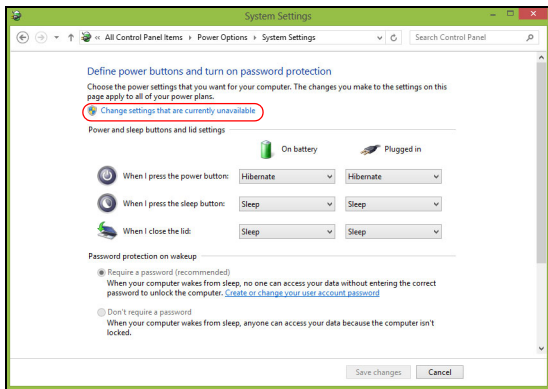 System Settings
« All Control Panel Items › Power Options › System Settings
Search Control Panel
Define power buttons and turn on password protection
Choose the power settings that you want for your computer. The changes you make to the settings on this
page apply to all of your power plans.
Change settings that are currently unavailable
Power and sleep buttons and lid settings
On battery Plugged in
When I press the power button: Hibernate Hibernate
When I press the sleep button: Sleep Sleep
When I close the lid: Sleep Sleep
Password protection on wakeup
Require a password (recommended)
When your computer wakes from sleep, no one can access your data without entering the correct
password to unlock the computer. Create or change your user account password
Don't require a password
When your computer wakes from sleep, anyone can access your data because the computer isn't
locked.
Save changes Cancel